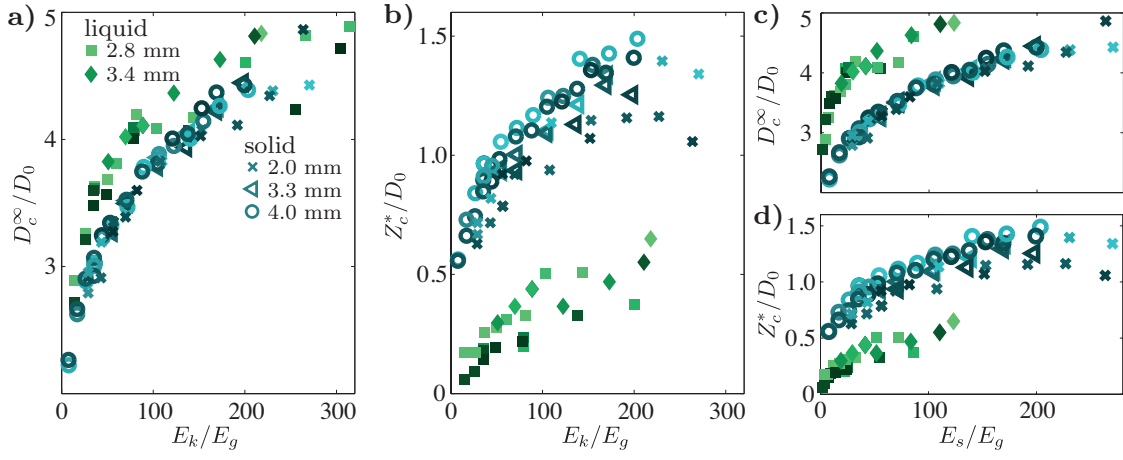 a)
liquid
2.8 mm
3.4 mm
solid
2.0 mm
3.3 mm
4.0 mm
5
4
3
D_c^∞/D_0
0 100 200 300
E_k/E_g
b)
1.5
1.0
0.5
0
Z_c^*/D_0
0 100 200 300
E_k/E_g
c)
5
4
3
D_c^∞/D_0
d)
1.5
1.0
0.5
0
Z_c^*/D_0
0 100 200
E_s/E_g